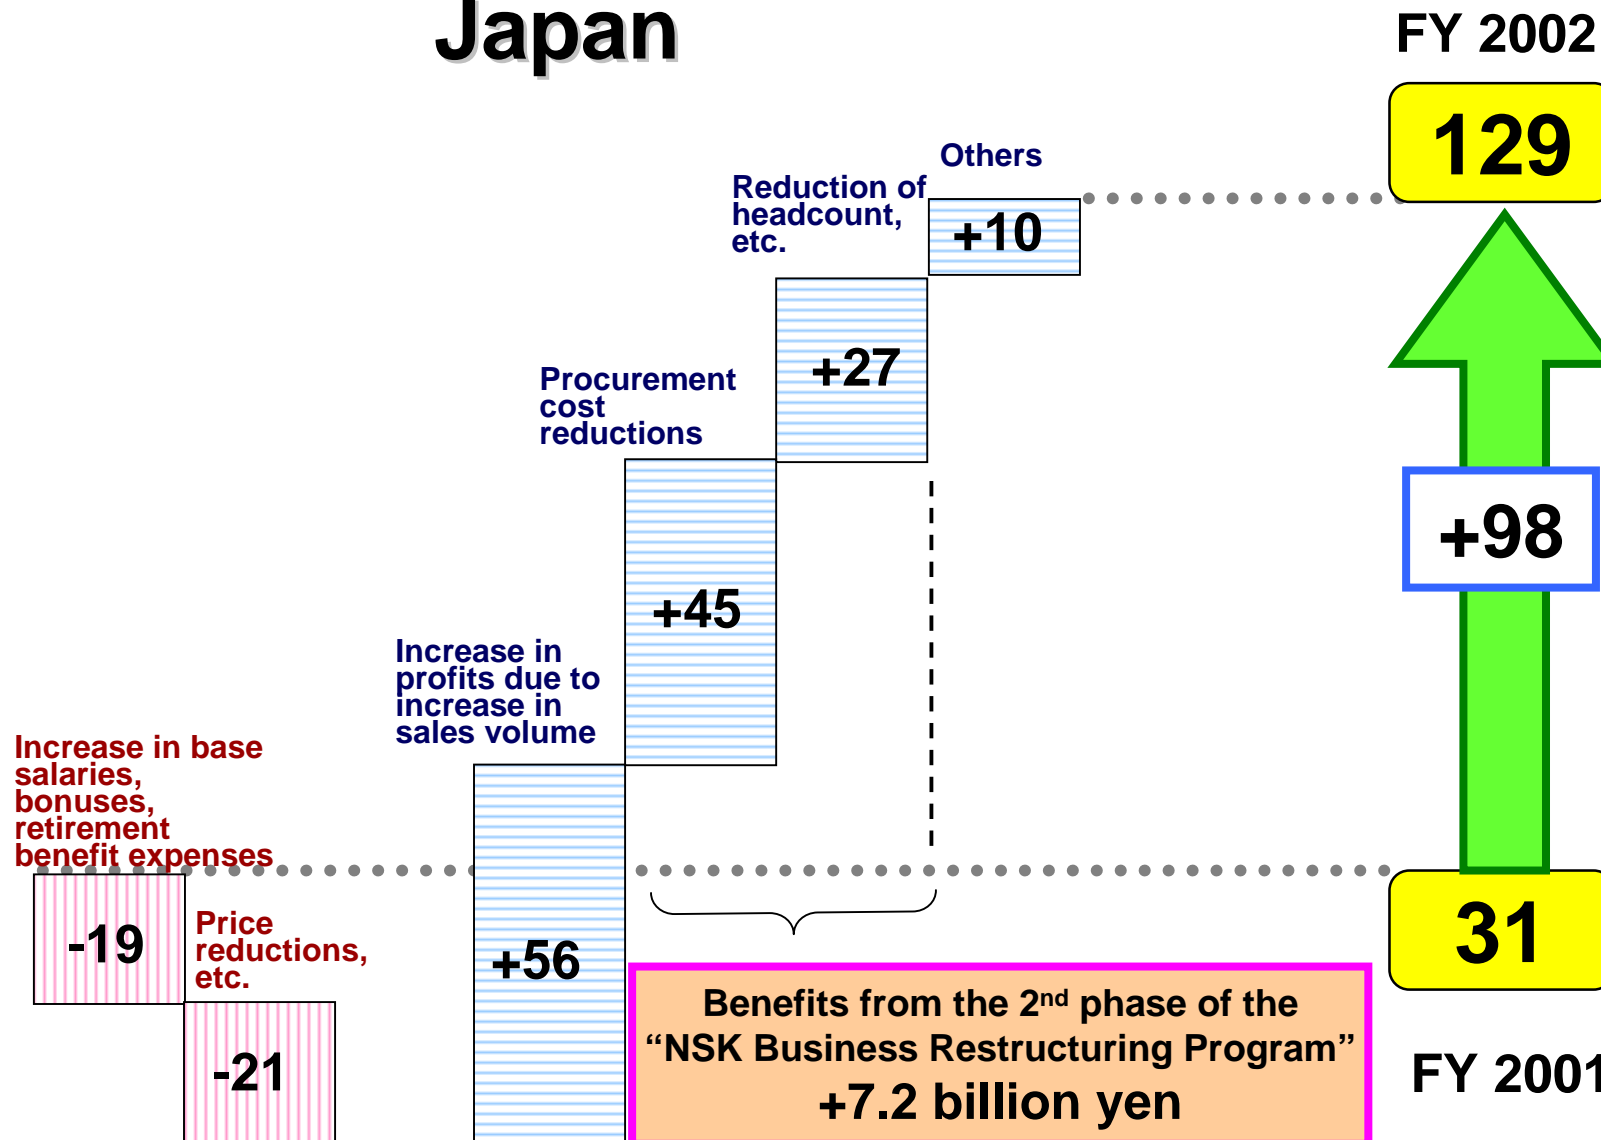 Japan
FY 2002
129
Others
+10
Reduction of
headcount,
etc.
+27
Procurement
cost
reductions
+45
+98
Increase in
profits due to
increase in
sales volume
+56
Increase in base
salaries,
bonuses,
retirement
benefit expenses
-19
Price
reductions,
etc.
-21
31
FY 2001
Benefits from the 2nd phase of the
“NSK Business Restructuring Program”
+7.2 billion yen